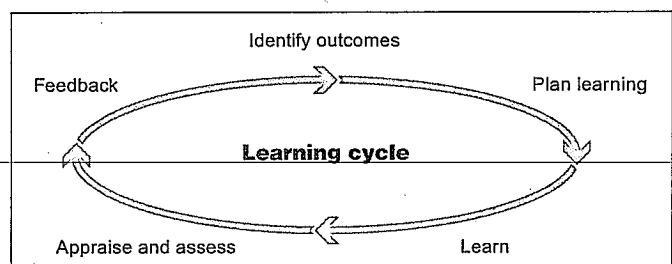 Identify outcomes
Feedback
Plan learning
Learning cycle
Appraise and assess
Learn